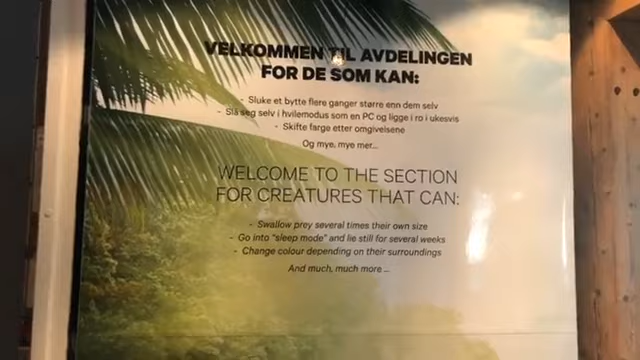 VELKOMMEN TIL AVDELINGEN
FOR DE SOM KAN:
- Sluke et bytte flere ganger større enn dem selv
- Slå seg selv i hvilemodus som en PC og ligge i ro i ukesvis
- Skifte farge etter omgivelsene
Og mye, mye mer...
WELCOME TO THE SECTION
FOR CREATURES THAT CAN:
- Swallow prey several times their own size
- Go into "sleep mode" and lie still for several weeks
- Change colour depending on their surroundings
And much, much more ...